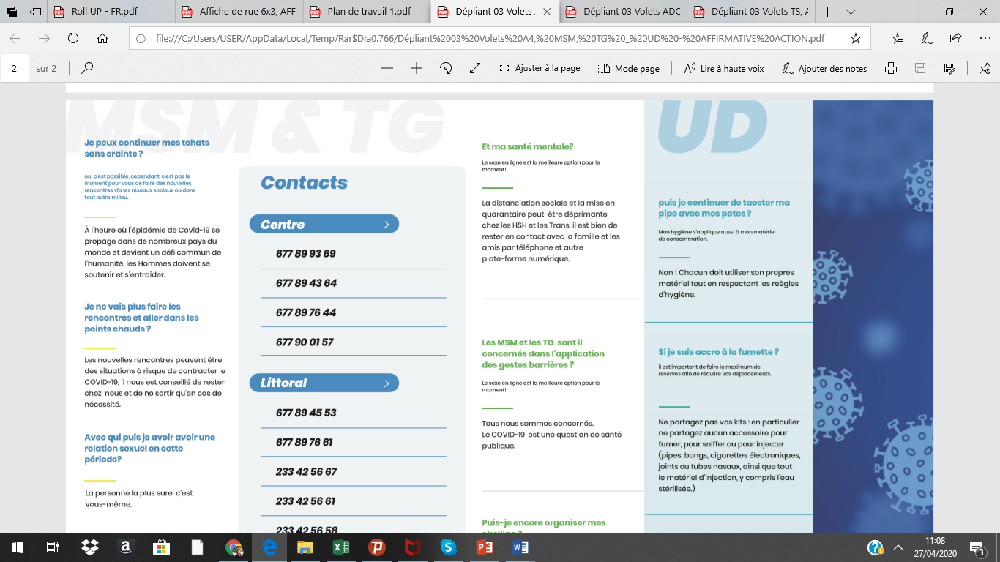 Roll UP - FR.pdf
Affiche de rue 6x3, AFF
Plan de travail 1.pdf
Dépliant 03 Volets .
Dépliant 03 Volets ADC
Dépliant 03 Volets TS, A
file:///C:/Users/USER/AppData/Local/Temp/Rar$DIa0.766/Dépliant%2003%20Volets%20A4,%20MSM,%20TG%20_%20UD%20-%20AFFIRMATIVE%20ACTION.pdf
2 sur 2
Ajuster à la page
Mode page
Lire à haute voix
Ajouter des notes
MSM & TG
Je peux continuer mes tchats
sans crainte ?
oui c'est possible, cependant, c'est pas le
moment pour vous de faire des nouvelles
rencontres via les réseaux sociaux ou dans
tout autre milieu.
À l'heure où l'épidémie de Covid-19 se
propage dans de nombreux pays du
monde et devient un défi commun de
l'humanité, les Hommes doivent se
soutenir et s'entraider.
Je ne vais plus faire les
rencontres et aller dans les
points chauds ?
Les nouvelles rencontres peuvent être
des situations à risque de contracter le
COVID-19, il nous est conseillé de rester
chez nous et de ne sortir qu'en cas de
nécessité.
Avec qui puis je avoir avoir une
relation sexuel en cette
période?
La personne la plus sure c'est
vous-même.
Contacts
Centre
677 89 93 69
677 89 43 64
677 89 76 44
677 90 01 57
Littoral
677 89 45 53
677 89 76 61
233 42 56 67
233 42 56 61
233 42 56 58
Et ma santé mentale?
Le sexe en ligne est la meilleure option pour le
moment!
La distanciation sociale et la mise en
quarantaire peut-être déprimante
chez les HSH et les Trans, il est bien de
rester en contact avec la famille et les
amis par téléphone et autre
plate-forme numérique.
Les MSM et les TG sont il
concernés dans l'application
des gestes barrières ?
Le sexe en ligne est la meilleure option pour le
moment!
Tous nous sommes concernés.
Le COVID-19 est une question de santé
publique.
Puis-je encore organiser mes
UD
puis je continuer de taoster ma
pipe avec mes potes ?
Mon hygiène s'applique aussi à mon matériel
de consommation.
Non ! Chacun doit utiliser son propres
matériel tout en respectant les reègles
d'hygiène.
Si je suis accro à la fumette ?
il est important de faire le maximum de
réserves afin de réduire vos déplacements.
Ne partagez pas vos kits : en particulier
ne partagez aucun accessoire pour
fumer, pour sniffer ou pour injecter
(pipes, bongs, cigarettes électroniques,
joints ou tubes nasaux, ainsi que tout
le matériel d'injection, y compris l'eau
stérilisée.)
11:08
27/04/2020
3